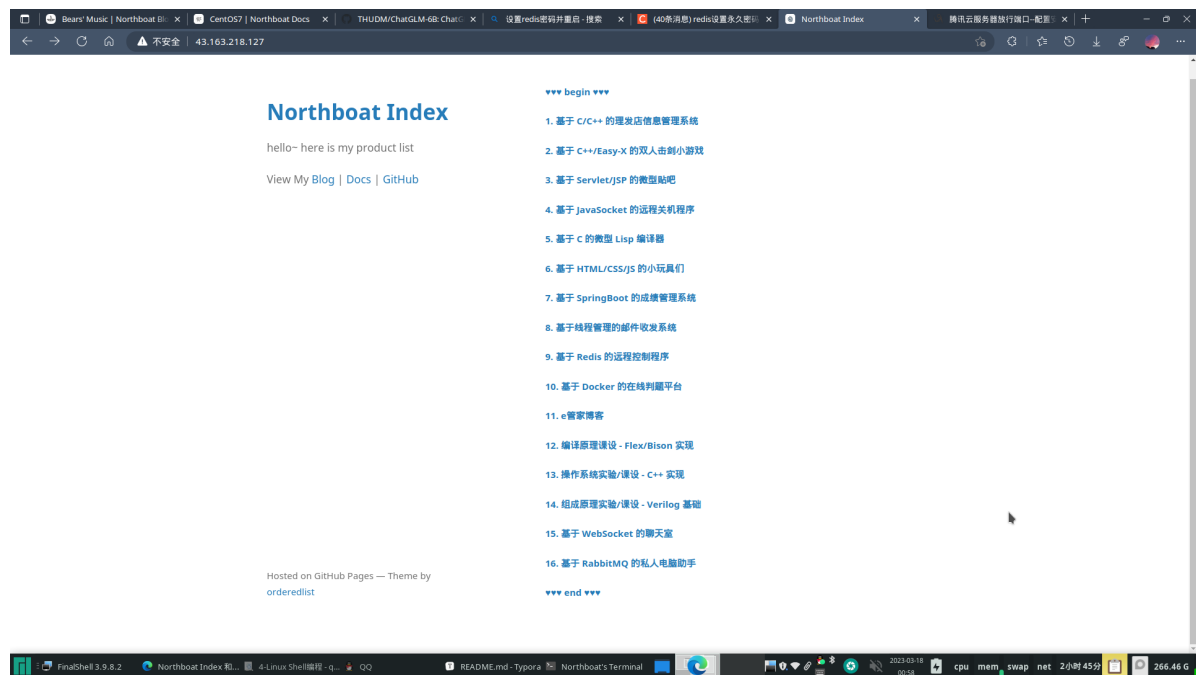 Bears' Music | Northboat Blo
CentOS7 | Northboat Docs
THUDM/ChatGLM-6B: ChatG
设置redis密码并重启 - 搜索
(40条消息) redis设置永久密码
Northboat Index
腾讯云服务器放行端口--配置安
不安全
43.163.218.127
Northboat Index
hello~ here is my product list
View My Blog | Docs | GitHub
♥♥♥ begin ♥♥♥
1. 基于 C/C++ 的理发店信息管理系统
2. 基于 C++/Easy-X 的双人击剑小游戏
3. 基于 Servlet/JSP 的微型贴吧
4. 基于 JavaSocket 的远程关机程序
5. 基于 C 的微型 Lisp 编译器
6. 基于 HTML/CSS/JS 的小玩具们
7. 基于 SpringBoot 的成绩管理系统
8. 基于线程管理的邮件收发系统
9. 基于 Redis 的远程控制程序
10. 基于 Docker 的在线判题平台
11. e管家博客
12. 编译原理课设 - Flex/Bison 实现
13. 操作系统实验/课设 - C++ 实现
14. 组成原理实验/课设 - Verilog 基础
15. 基于 WebSocket 的聊天室
16. 基于 RabbitMQ 的私人电脑助手
♥♥♥ end ♥♥♥
Hosted on GitHub Pages — Theme by
orderedlist
FinalShell 3.9.8.2
Northboat Index 和...
4-Linux Shell编程 - q...
QQ
README.md - Typora
Northboat's Terminal
2023-03-18
00:58
cpu
mem
swap
net
2小时45分
266.46 G